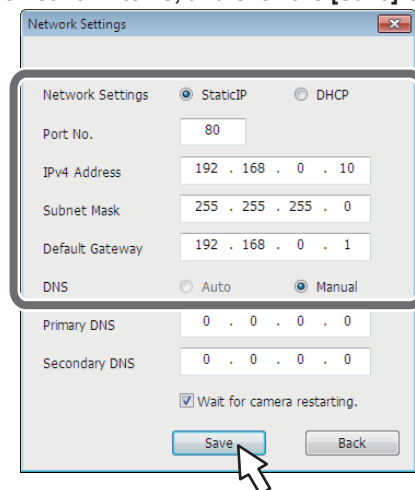 Network Settings
Network Settings StaticIP DHCP
Port No. 80
IPv4 Address 192 . 168 . 0 . 10
Subnet Mask 255 . 255 . 255 . 0
Default Gateway 192 . 168 . 0 . 1
DNS Auto Manual
Primary DNS 0 . 0 . 0 . 0
Secondary DNS 0 . 0 . 0 . 0
Wait for camera restarting.
Save Back